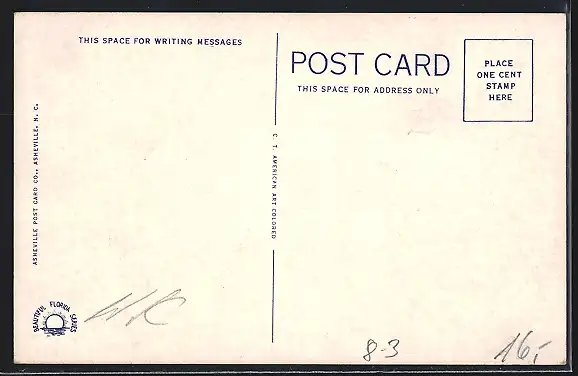 THIS SPACE FOR WRITING MESSAGES
POST CARD
THIS SPACE FOR ADDRESS ONLY
PLACE
ONE CENT
STAMP
HERE
ASHEVILLE POST CARD CO., ASHEVILLE, N. C.
C. T. AMERICAN ART COLORED
BEAUTIFUL FLORIDA SERIES
8-3
16,-